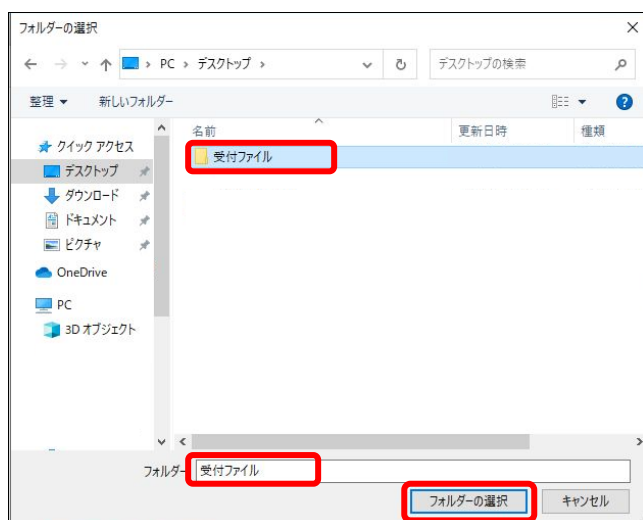 フォルダーの選択
PC › デスクトップ ›
デスクトップの検索
整理 新しいフォルダー
名前 更新日時 種類
受付ファイル
クイック アクセス
デスクトップ
ダウンロード
ドキュメント
ピクチャ
OneDrive
PC
3D オブジェクト
フォルダー
受付ファイル
フォルダーの選択 キャンセル